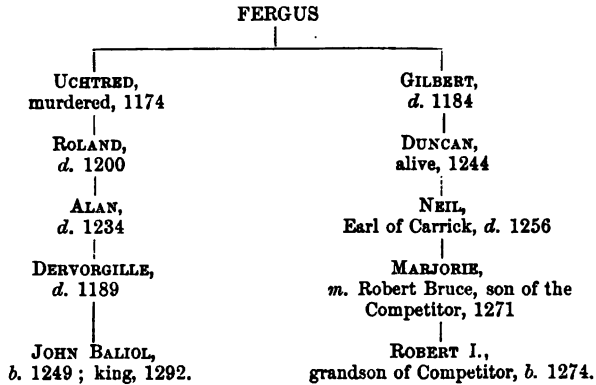 FERGUS
UCHTRED,
murdered, 1174
ROLAND,
d. 1200
ALAN,
d. 1234
DERVORGILLE,
d. 1189
JOHN BALIOL,
b. 1249 ; king, 1292.
GILBERT,
d. 1184
DUNCAN,
alive, 1244
NEIL,
Earl of Carrick, d. 1256
MARJORIE,
m. Robert Bruce, son of the
Competitor, 1271
ROBERT I.,
grandson of Competitor, b. 1274.